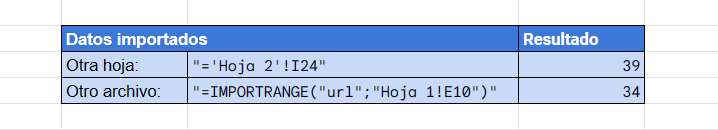 Datos importados Resultado
Otra hoja: "='Hoja 2'!I24" 39
Otro archivo: "=IMPORTRANGE("url";"Hoja 1!E10")" 34